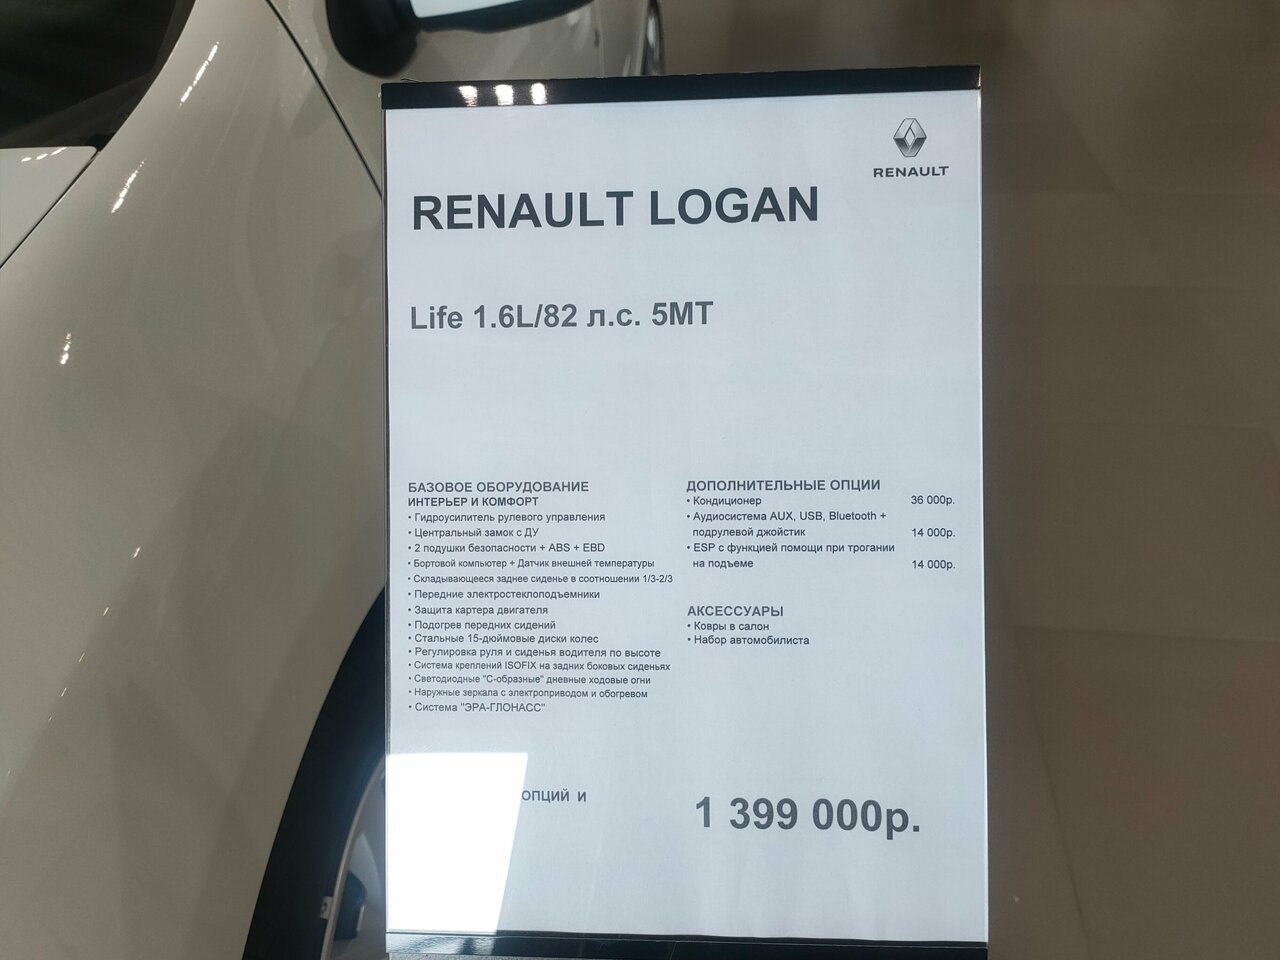 RENAULT
RENAULT LOGAN
Life 1.6L/82 л.с. 5MT
БАЗОВОЕ ОБОРУДОВАНИЕ
ИНТЕРЬЕР И КОМФОРТ
• Гидроусилитель рулевого управления
• Центральный замок с ДУ
• 2 подушки безопасности + ABS + EBD
• Бортовой компьютер + Датчик внешней температуры
• Складывающееся заднее сиденье в соотношении 1/3-2/3
• Передние электростеклоподъемники
• Защита картера двигателя
• Подогрев передних сидений
• Стальные 15-дюймовые диски колес
• Регулировка руля и сиденья водителя по высоте
• Система креплений ISOFIX на задних боковых сиденьях
• Светодиодные "С-образные" дневные ходовые огни
• Наружные зеркала с электроприводом и обогревом
• Система "ЭРА-ГЛОНАСС"
ДОПОЛНИТЕЛЬНЫЕ ОПЦИИ
• Кондиционер 36 000р.
• Аудиосистема AUX, USB, Bluetooth +
подрулевой джойстик 14 000р.
• ESP с функцией помощи при трогании
на подъеме 14 000р.
АКСЕССУАРЫ
• Ковры в салон
• Набор автомобилиста
ОПЦИЙ И
1 399 000р.